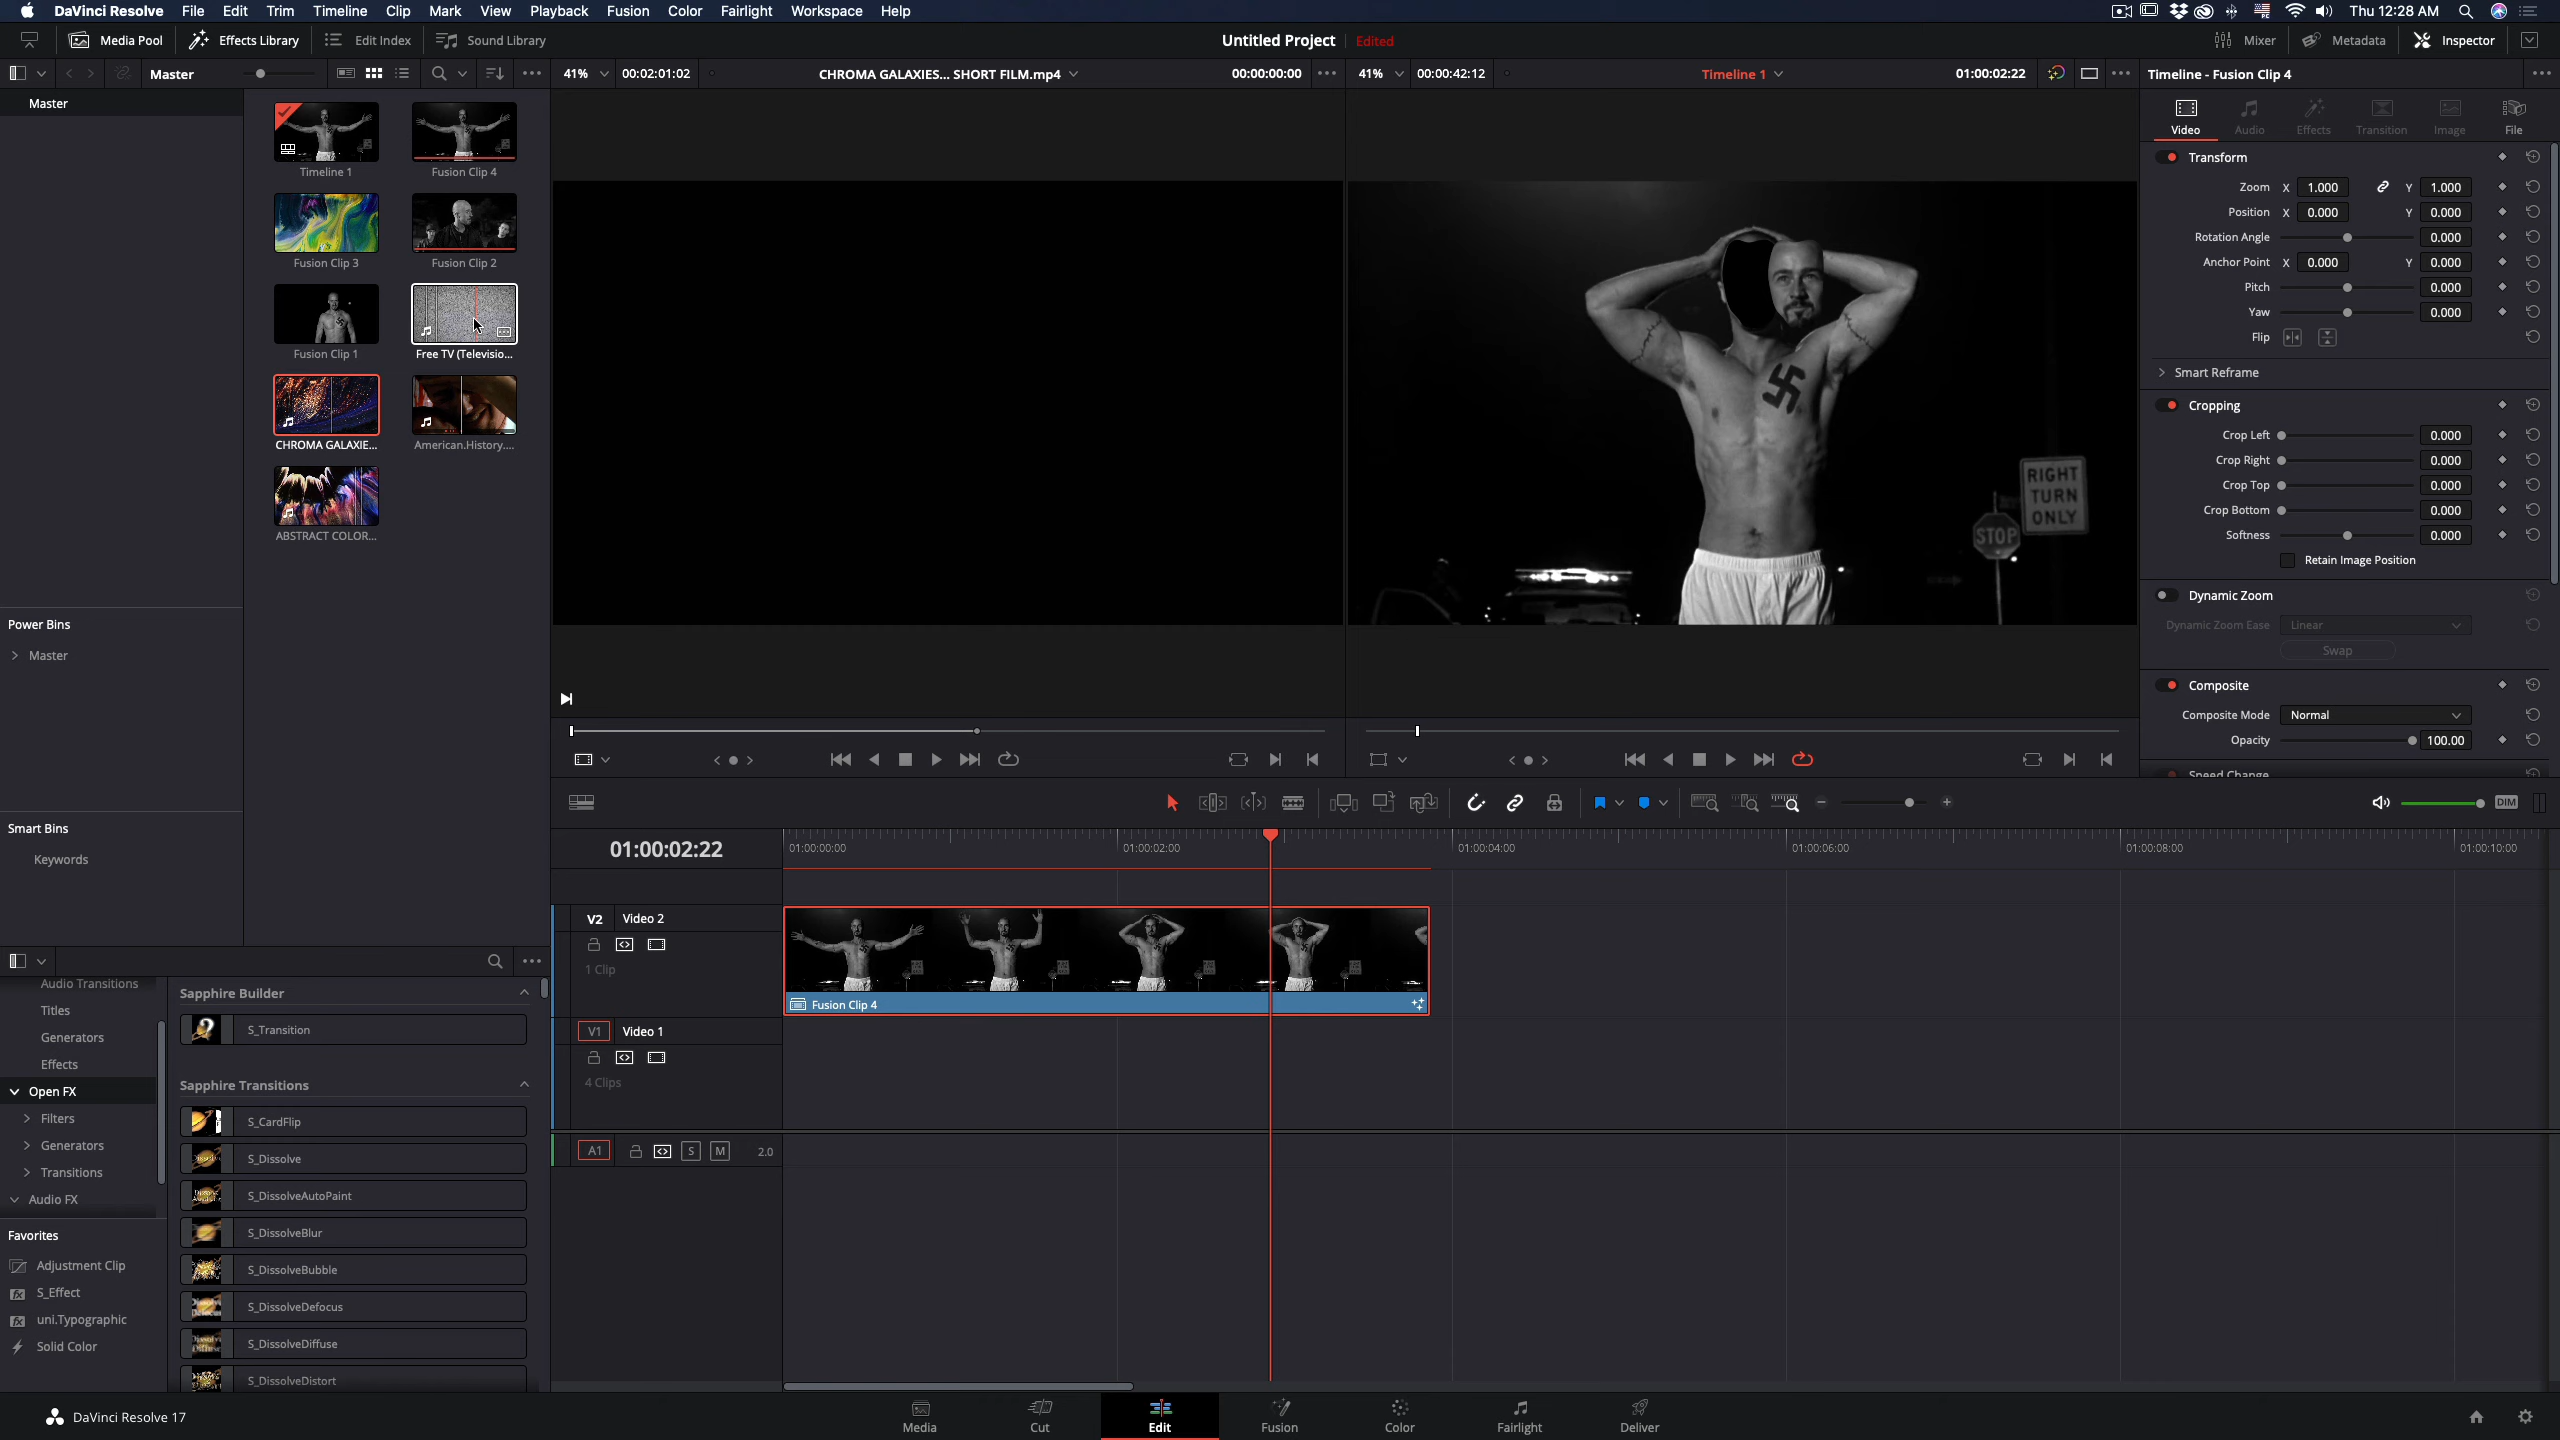 DaVinci Resolve File Edit Trim Timeline Clip Mark View Playback Fusion Color Fairlight Workspace Help Thu 12:28 AM
Media Pool Effects Library Edit Index Sound Library Untitled Project Edited Mixer Metadata Inspector
Master 41% 00:02:01:02 CHROMA GALAXIES... SHORT FILM.mp4 00:00:00:00 41% 00:00:42:12 Timeline 1 01:00:02:22 Timeline - Fusion Clip 4
Master
Timeline 1 Fusion Clip 4
Fusion Clip 3 Fusion Clip 2
Fusion Clip 1 Free TV (Televisio...
CHROMA GALAXIE... American.History....
ABSTRACT COLOR...
Power Bins
Master
Smart Bins
Keywords
RIGHT
TURN
ONLY
STOP
Video Audio Effects Transition Image File
Transform
Zoom X 1.000 Y 1.000
Position X 0.000 Y 0.000
Rotation Angle 0.000
Anchor Point X 0.000 Y 0.000
Pitch 0.000
Yaw 0.000
Flip
Smart Reframe
Cropping
Crop Left 0.000
Crop Right 0.000
Crop Top 0.000
Crop Bottom 0.000
Softness 0.000
Retain Image Position
Dynamic Zoom
Dynamic Zoom Ease Linear
Swap
Composite
Composite Mode Normal
Opacity 100.00
Speed Change
DIM
01:00:02:22 01:00:00:00 01:00:02:00 01:00:04:00 01:00:06:00 01:00:08:00 01:00:10:00
V2 Video 2
1 Clip
Fusion Clip 4
V1 Video 1
4 Clips
A1 S M 2.0
Audio Transitions
Titles
Generators
Effects
Open FX
Filters
Generators
Transitions
Audio FX
Favorites
Adjustment Clip
S_Effect
uni.Typographic
Solid Color
Sapphire Builder
S_Transition
Sapphire Transitions
S_CardFlip
S_Dissolve
S_DissolveAutoPaint
S_DissolveBlur
S_DissolveBubble
S_DissolveDefocus
S_DissolveDiffuse
S_DissolveDistort
DaVinci Resolve 17 Media Cut Edit Fusion Color Fairlight Deliver